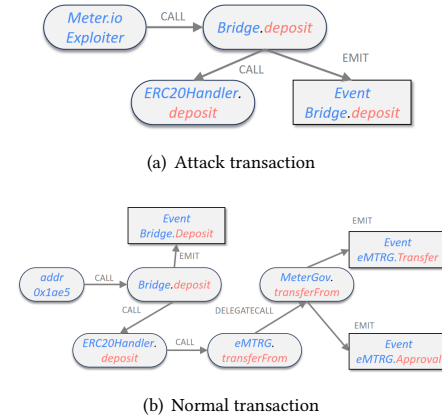 Meter.io
Exploiter
CALL
Bridge.deposit
CALL
EMIT
ERC20Handler.
deposit
Event
Bridge.deposit
(a) Attack transaction
Event
Bridge.Deposit
EMIT
addr
0x1ae5
CALL
Bridge.deposit
CALL
ERC20Handler.
deposit
CALL
eMTRG.
transferFrom
DELEGATECALL
MeterGov.
transferFrom
EMIT
Event
eMTRG.Transfer
EMIT
Event
eMTRG.Approval
(b) Normal transaction